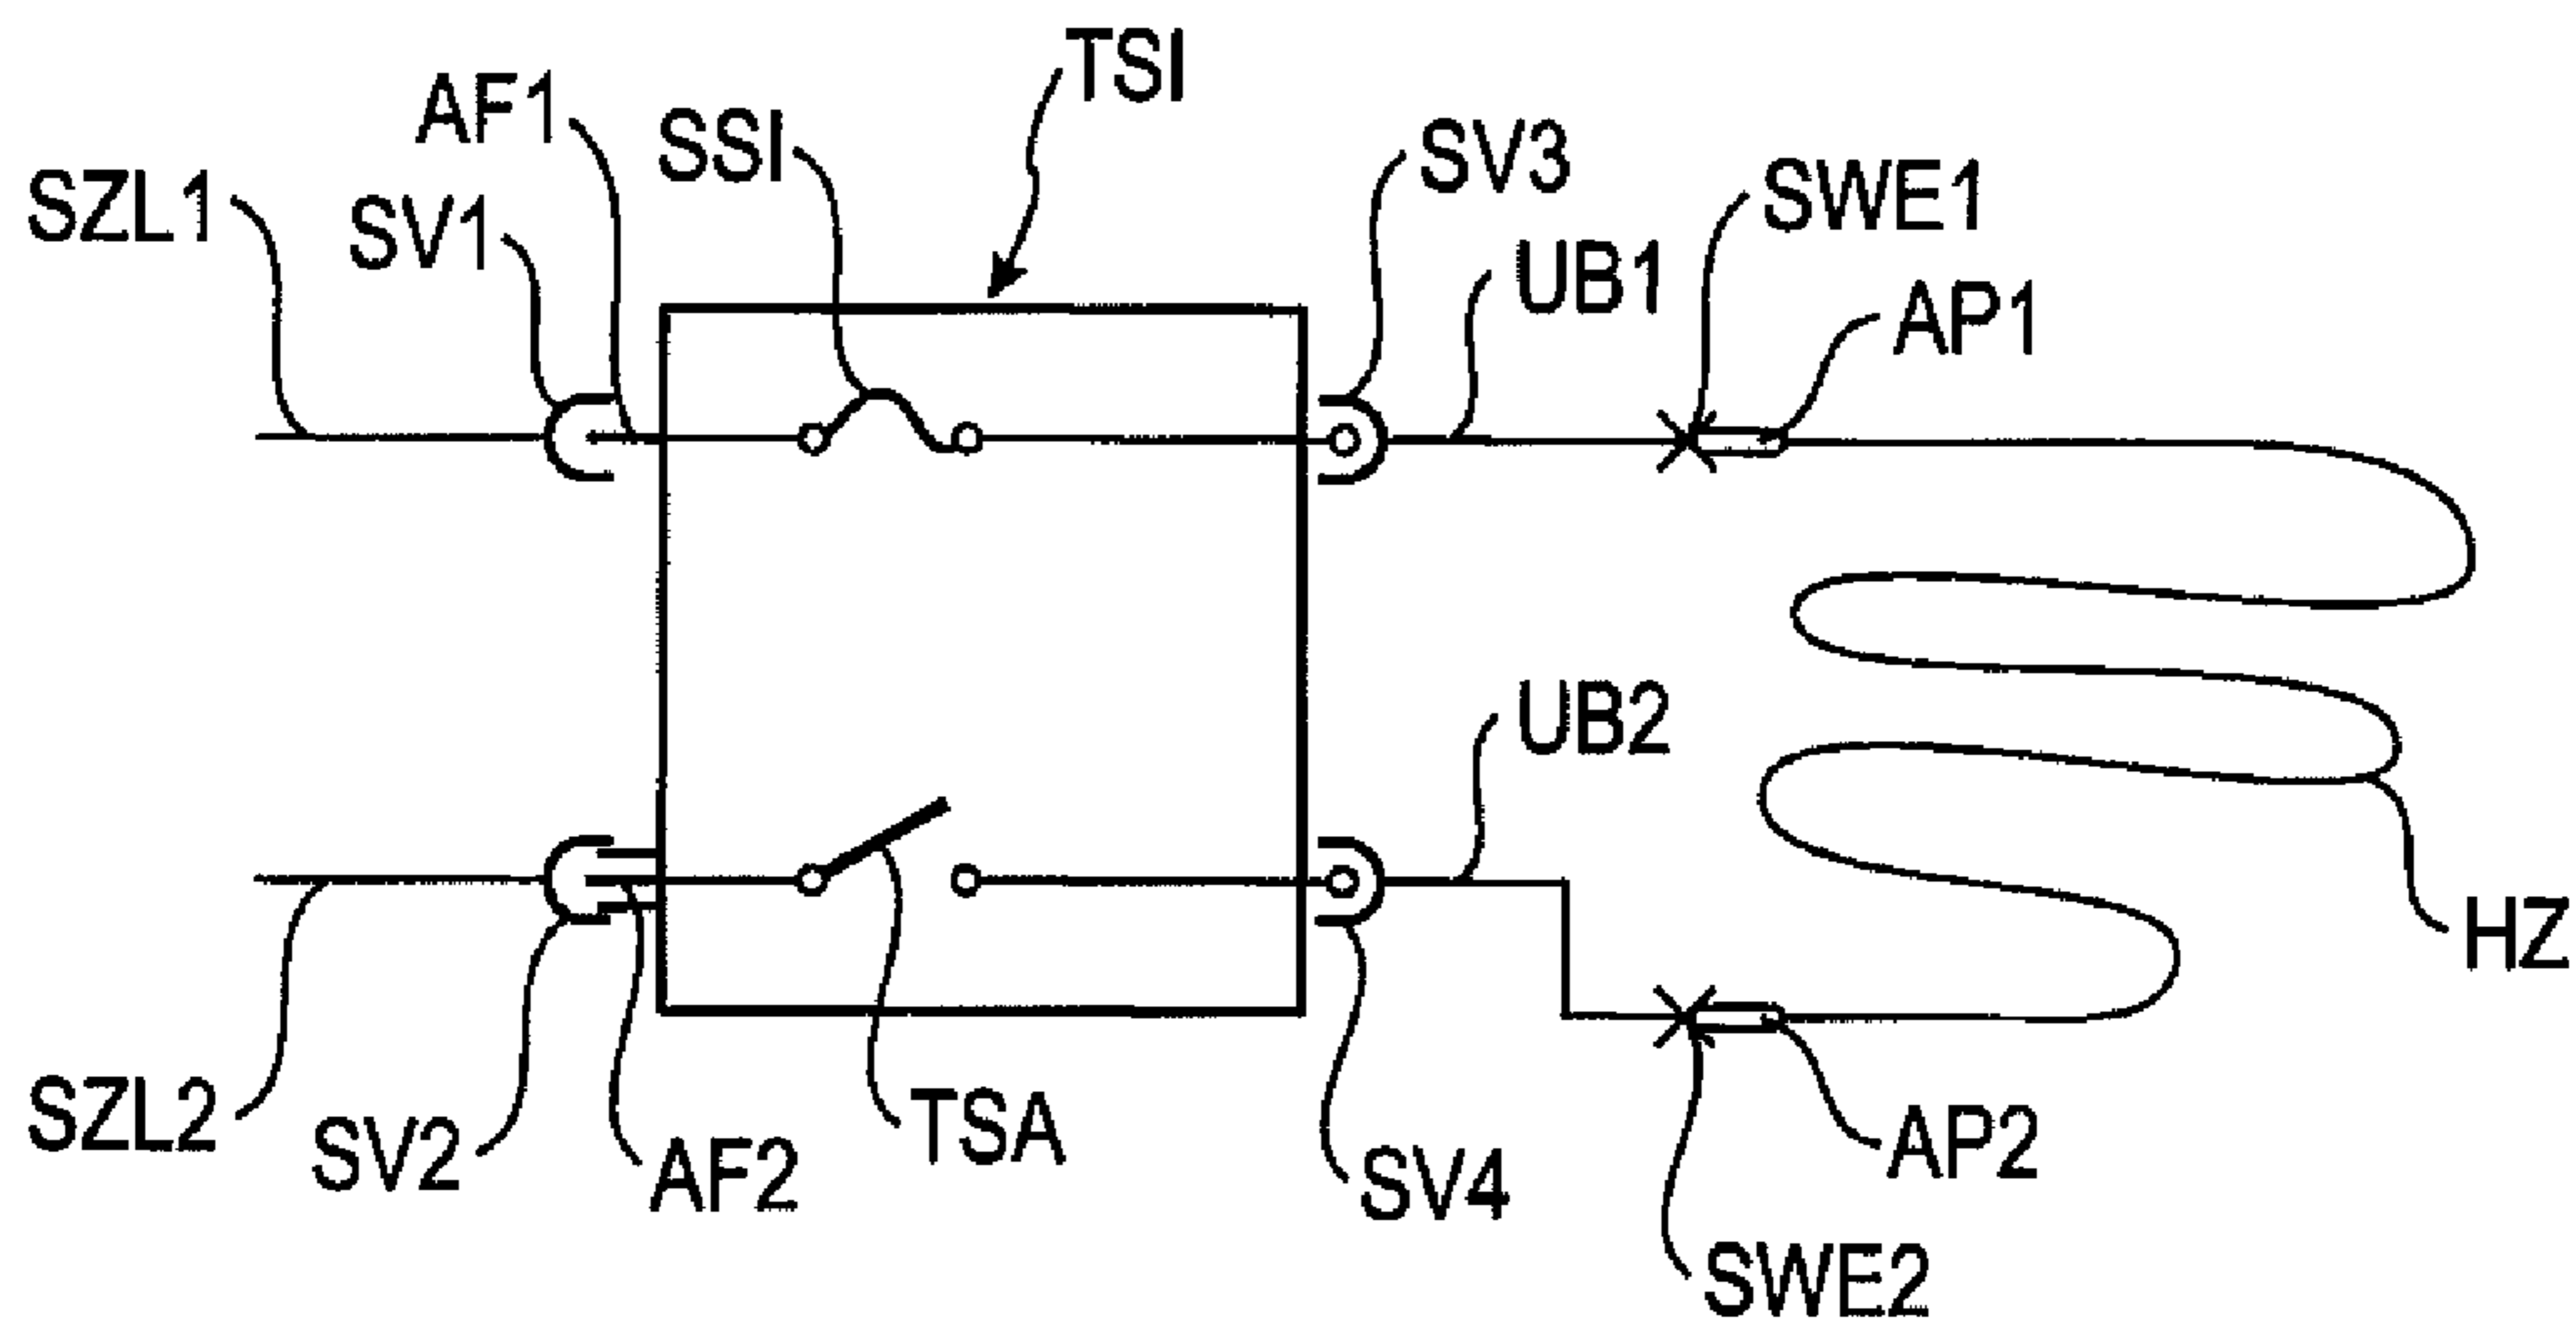 TSI
AF1
SSI
SV3
SWE1
SZL1
SV1
UB1
AP1
UB2
HZ
SZL2
SV2
AF2
TSA
SV4
AP2
SWE2